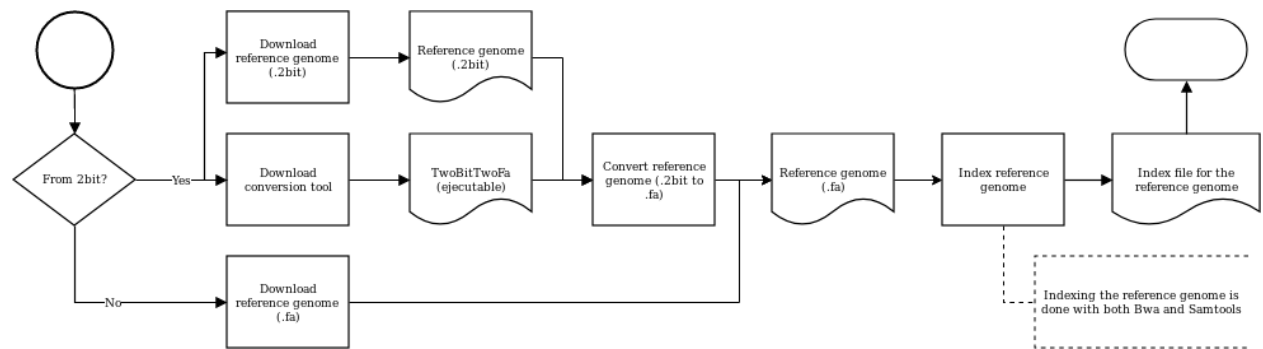 Download
reference genome
(.2bit)
Reference genome
(.2bit)
From 2bit?
Yes
Download
conversion tool
TwoBitTwoFa
(ejecutable)
Convert reference
genome (.2bit to
.fa)
Reference genome
(.fa)
Index reference
genome
Index file for the
reference genome
No
Download
reference genome
(.fa)
Indexing the reference genome is
done with both Bwa and Samtools